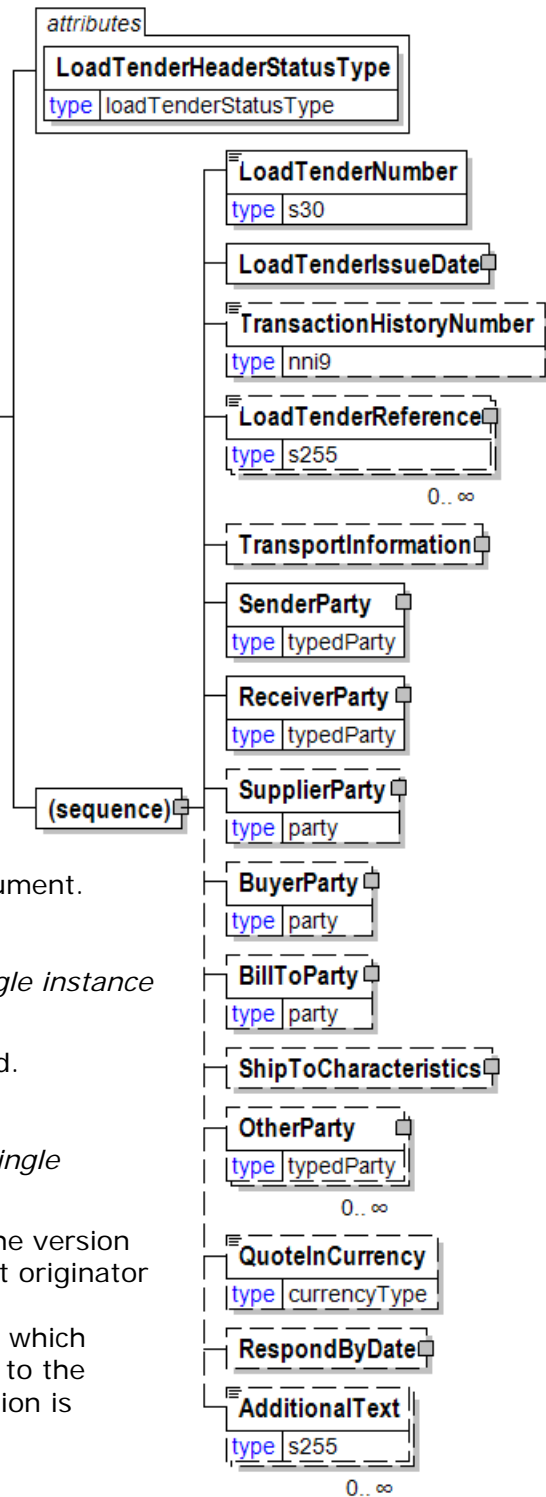 attributes
LoadTenderHeaderStatusType
type loadTenderStatusType
LoadTenderNumber
type s30
LoadTenderIssueDate
TransactionHistoryNumber
type nni9
LoadTenderReference
type s255
0.. ∞
TransportInformation
SenderParty
type typedParty
ReceiverParty
type typedParty
(sequence)
SupplierParty
type party
BuyerParty
type party
BillToParty
type party
ShipToCharacteristics
OtherParty
type typedParty
0.. ∞
QuoteInCurrency
type currencyType
RespondByDate
AdditionalText
type s255
0.. ∞
ument.
gle instance
d.
ingle
ne version
t originator
which
to the
ion is